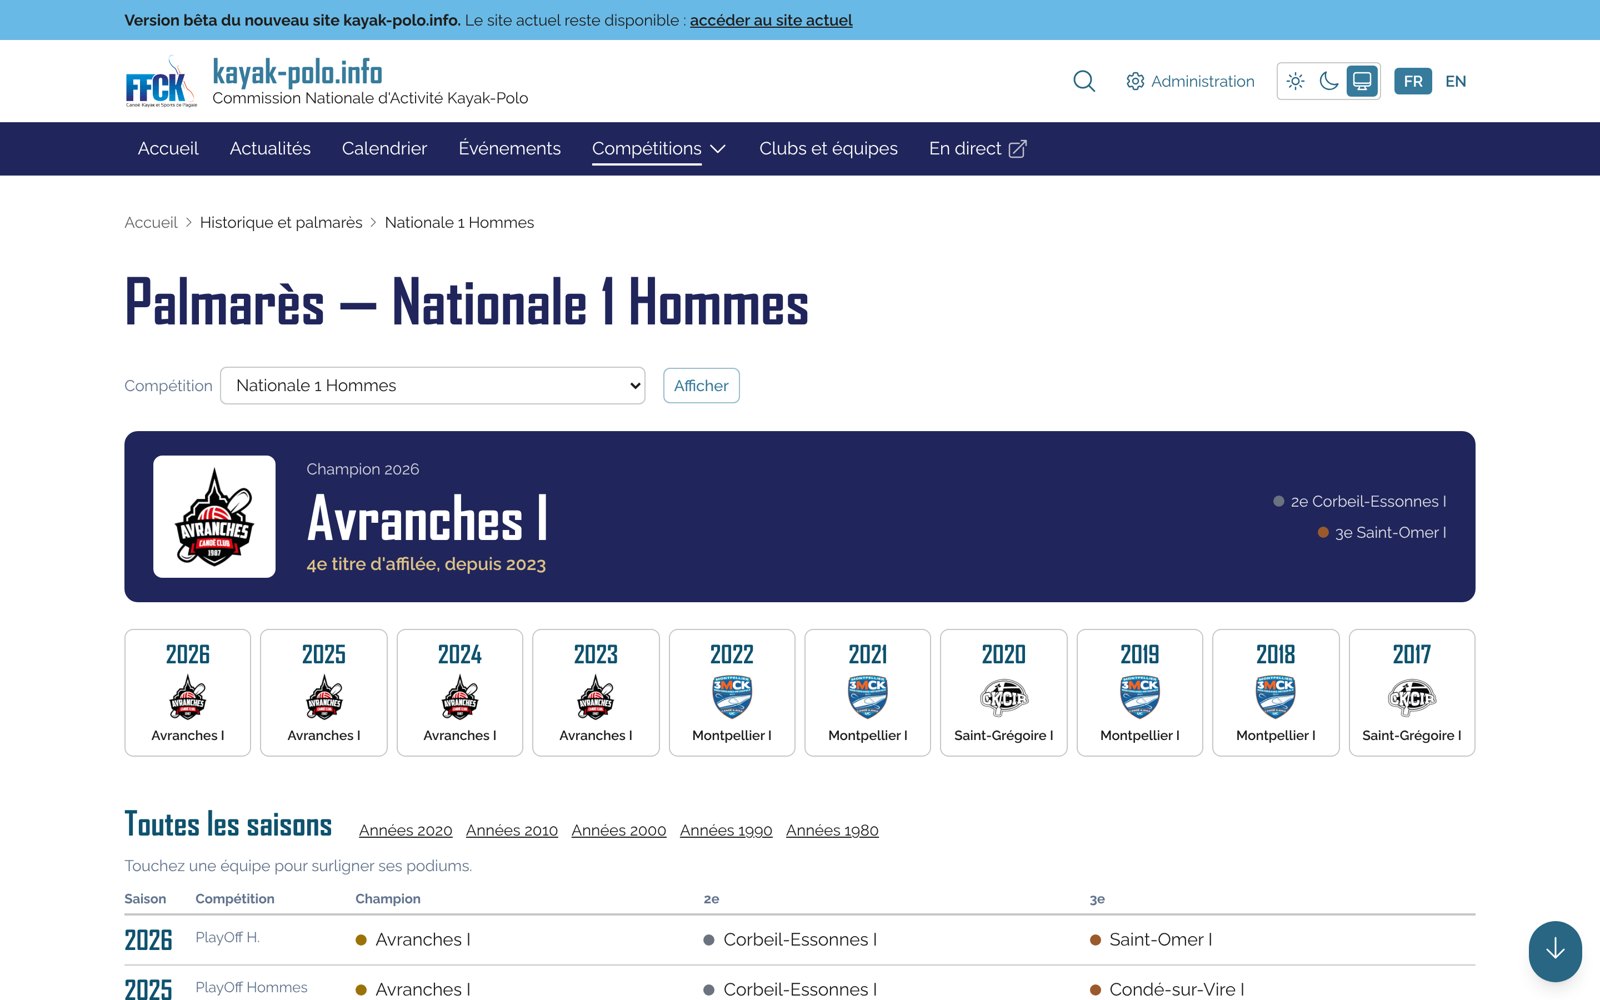 Version bêta du nouveau site kayak-polo.info. Le site actuel reste disponible : accéder au site actuel
FFCK
kayak-polo.info
Commission Nationale d'Activité Kayak-Polo
Administration
FR
EN
Accueil
Actualités
Calendrier
Événements
Compétitions
Clubs et équipes
En direct
Accueil > Historique et palmarès > Nationale 1 Hommes
Palmarès — Nationale 1 Hommes
Compétition
Nationale 1 Hommes
Afficher
AVRANCHES
CANOË CLUB
1987
Champion 2026
Avranches I
4e titre d'affilée, depuis 2023
2e Corbeil-Essonnes I
3e Saint-Omer I
2026
Avranches I
2025
Avranches I
2024
Avranches I
2023
Avranches I
2022
Montpellier I
2021
Montpellier I
2020
Saint-Grégoire I
2019
Montpellier I
2018
Montpellier I
2017
Saint-Grégoire I
Toutes les saisons
Années 2020 Années 2010 Années 2000 Années 1990 Années 1980
Touchez une équipe pour surligner ses podiums.
Saison Compétition Champion 2e 3e
2026 PlayOff H. Avranches I Corbeil-Essonnes I Saint-Omer I
2025 PlayOff Hommes Avranches I Corbeil-Essonnes I Condé-sur-Vire I